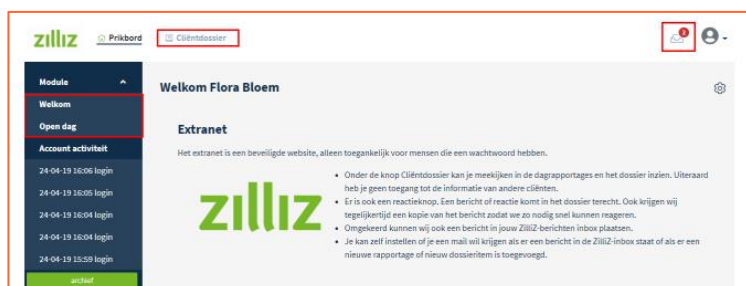 zilliz
Prikbord
Cliëntdossier
2
Module
Welkom
Open dag
Account activiteit
24-04-19 16:06 login
24-04-19 16:05 login
24-04-19 16:04 login
24-04-19 16:04 login
24-04-19 15:59 login
archief
Welkom Flora Bloem
Extranet
Het extranet is een beveiligde website, alleen toegankelijk voor mensen die een wachtwoord hebben.
zilliz
• Onder de knop Cliëntdossier kan je meekijken in de dagrapportages en het dossier inzien. Uiteraard
heb je geen toegang tot de informatie van andere cliënten.
• Er is ook een reactieknop. Een bericht of reactie komt in het dossier terecht. Ook krijgen wij
tegelijkertijd een kopie van het bericht zodat we zo nodig snel kunnen reageren.
• Omgekeerd kunnen wij ook een bericht in jouw ZilliZ-berichten inbox plaatsen.
• Je kan zelf instellen of je een mail wil krijgen als er een bericht in de ZilliZ-inbox staat of als er een
nieuwe rapportage of nieuw dossieritem is toegevoegd.